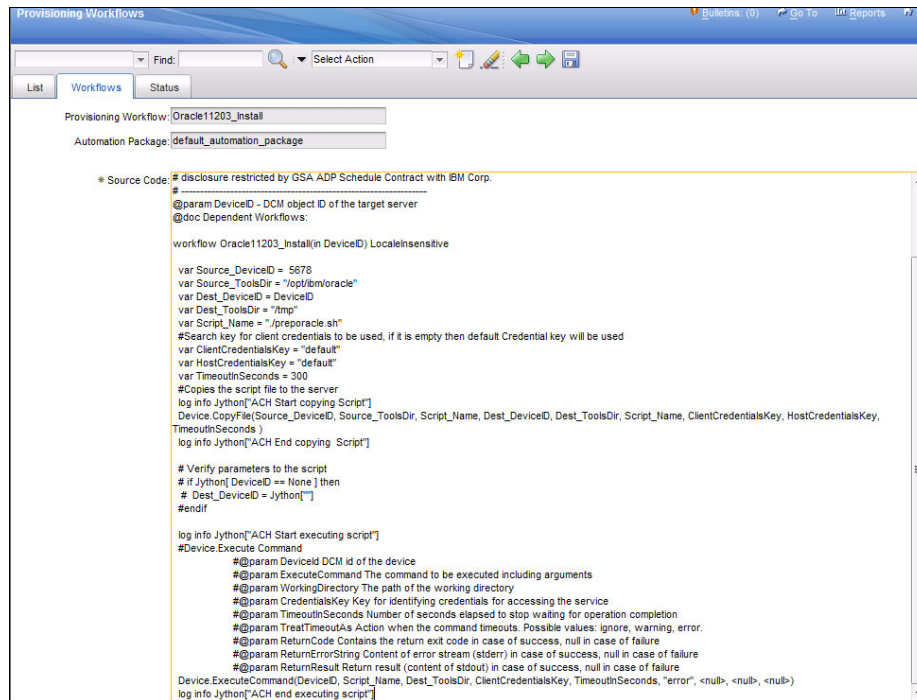 Provisioning Workflows
Bulletins: (0) Go To Reports
Find: Select Action
List Workflows Status
Provisioning Workflow: Oracle11203_Install
Automation Package: default_automation_package
Source Code: # disclosure restricted by GSA ADP Schedule Contract with IBM Corp.
# ------------------------------------------------------------------
@param DeviceID - DCM object ID of the target server
@doc Dependent Workflows:
workflow Oracle11203_Install(in DeviceID) LocaleInsensitive
var Source_DeviceID = 5678
var Source_ToolsDir = "/opt/ibm/oracle"
var Dest_DeviceID = DeviceID
var Dest_ToolsDir = "/tmp"
var Script_Name = "./preporacle.sh"
#Search key for client credentials to be used, if it is empty then default Credential key will be used
var ClientCredentialsKey = "default"
var HostCredentialsKey = "default"
var TimeoutInSeconds = 300
#Copies the script file to the server
log info Jython["ACH Start copying Script"]
Device.CopyFile(Source_DeviceID, Source_ToolsDir, Script_Name, Dest_DeviceID, Dest_ToolsDir, Script_Name, ClientCredentialsKey, HostCredentialsKey,
TimeoutInSeconds )
log info Jython["ACH End copying Script"]
# Verify parameters to the script
# if Jython[ DeviceID == None ] then
# Dest_DeviceID = Jython[""]
#endif
log info Jython["ACH Start executing script"]
#Device.Execute Command
#@param DeviceId DCM id of the device
#@param ExecuteCommand The command to be executed including arguments
#@param WorkingDirectory The path of the working directory
#@param CredentialsKey Key for identifying credentials for accessing the service
#@param TimeoutInSeconds Number of seconds elapsed to stop waiting for operation completion
#@param TreatTimeoutAs Action when the command timeouts. Possible values: ignore, warning, error.
#@param ReturnCode Contains the return exit code in case of success, null in case of failure
#@param ReturnErrorString Content of error stream (stderr) in case of success, null in case of failure
#@param ReturnResult Return result (content of stdout) in case of success, null in case of failure
Device.ExecuteCommand(DeviceID, Script_Name, Dest_ToolsDir, ClientCredentialsKey, TimeoutInSeconds, "error", <null>, <null>, <null>)
log info Jython["ACH end executing script"]